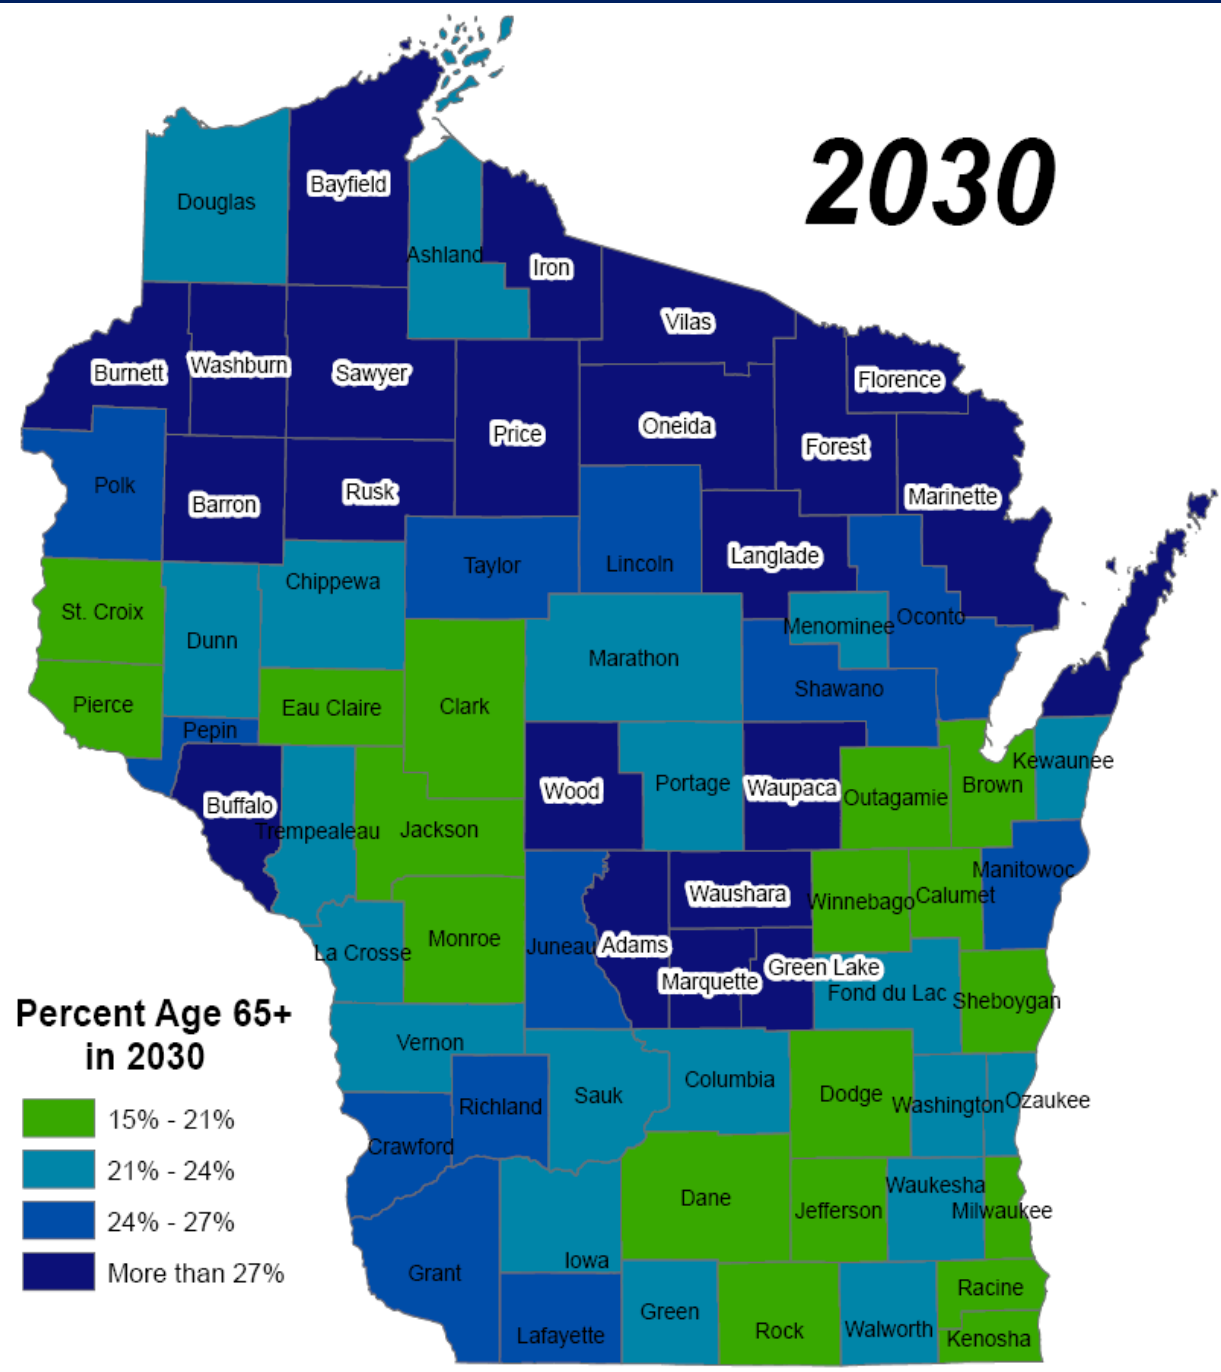 2030
Bayfield
Douglas
Ashland
Iron
Vilas
Washburn
Burnett
Sawyer
Florence
Oneida
Price
Forest
Polk
Rusk
Marinette
Barron
Langlade
Lincoln
Taylor
Chippewa
St. Croix
Oconto
Menominee
Dunn
Marathon
Shawano
Pierce
Clark
Eau Claire
Pepin
Kewaunee
Portage
Brown
Waupaca
Wood
Outagamie
Buffalo
Jackson
Trempealeau
Manitowoc
Waushara
Calumet
Winnebago
Monroe
Adams
Juneau
La Crosse
Green Lake
Marquette
Fond du Lac
Sheboygan
Vernon
Columbia
Dodge
Sauk
Ozaukee
Washington
Richland
Crawford
Waukesha
Dane
Jefferson
Milwaukee
Iowa
Grant
Racine
Green
Walworth
Rock
Lafayette
Kenosha
Percent Age 65+
in 2030
15% - 21%
21% - 24%
24% - 27%
More than 27%